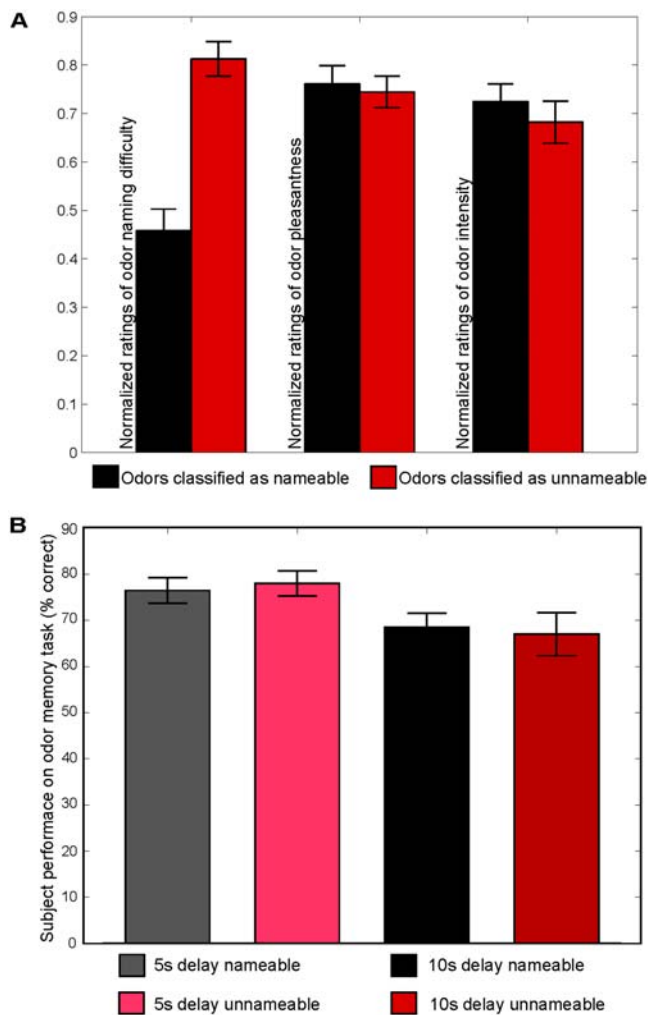 A
0.9
0.8
0.7
0.6
0.5
0.4
0.3
0.2
0.1
0
Normalized ratings of odor naming difficulty
Normalized ratings of odor pleasantness
Normalized ratings of odor intensity
Odors classified as nameable
Odors classified as unnameable
B
Subject performace on odor memory task (% correct)
90
80
70
60
50
40
30
20
10
0
5s delay nameable
10s delay nameable
5s delay unnameable
10s delay unnameable